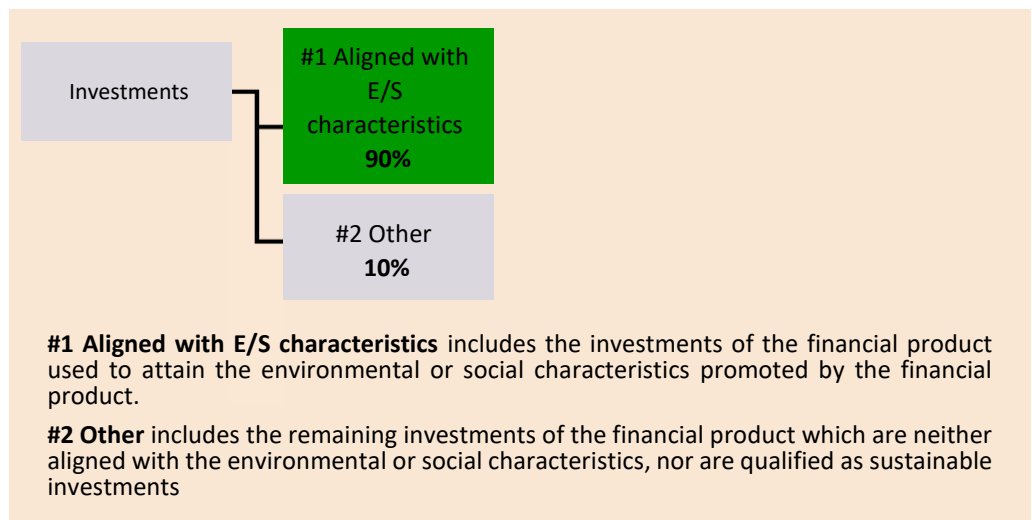 Investments
#1 Aligned with
E/S
characteristics
90%
#2 Other
10%
#1 Aligned with E/S characteristics includes the investments of the financial product
used to attain the environmental or social characteristics promoted by the financial
product.
#2 Other includes the remaining investments of the financial product which are neither
aligned with the environmental or social characteristics, nor are qualified as sustainable
investments